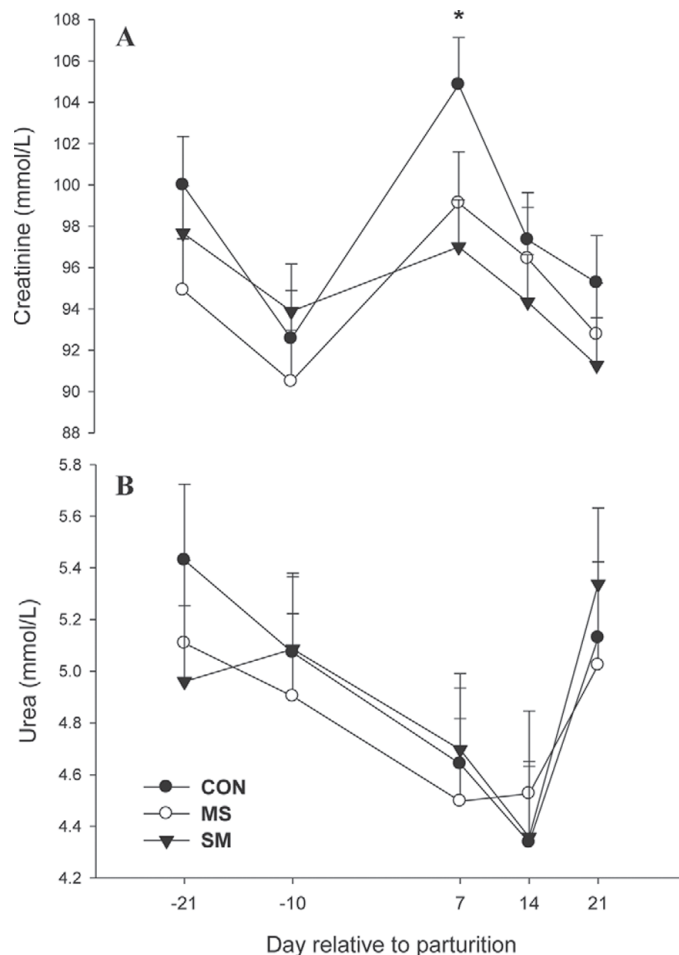 A
*
Creatinine (mmol/L)
108
106
104
102
100
98
96
94
92
90
88
B
Urea (mmol/L)
5.8
5.6
5.4
5.2
5.0
4.8
4.6
4.4
4.2
CON
MS
SM
-21 -10 7 14 21
Day relative to parturition